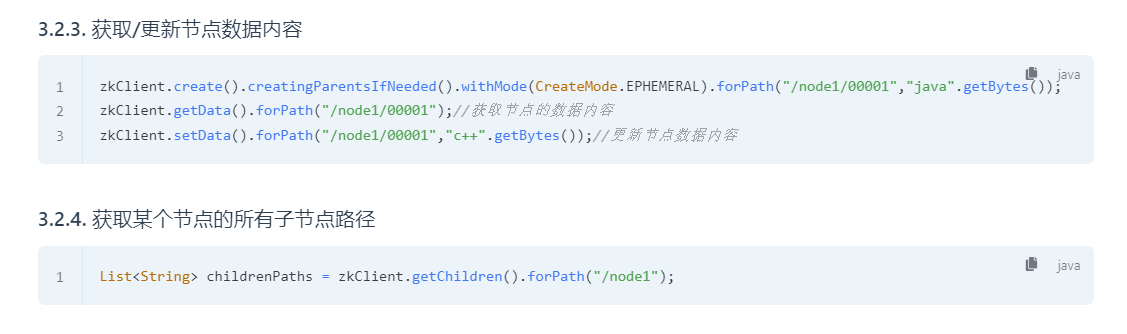 3.2.3. 获取/更新节点数据内容
java
1 zkClient.create().creatingParentsIfNeeded().withMode(CreateMode.EPHEMERAL).forPath("/node1/00001","java".getBytes());
2 zkClient.getData().forPath("/node1/00001");//获取节点的数据内容
3 zkClient.setData().forPath("/node1/00001","c++".getBytes());//更新节点数据内容
3.2.4. 获取某个节点的所有子节点路径
java
1 List<String> childrenPaths = zkClient.getChildren().forPath("/node1");